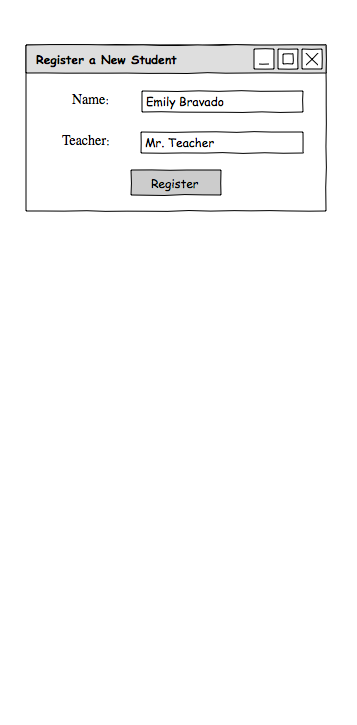 Register a New Student
Name: Emily Bravado
Teacher: Mr. Teacher
Register